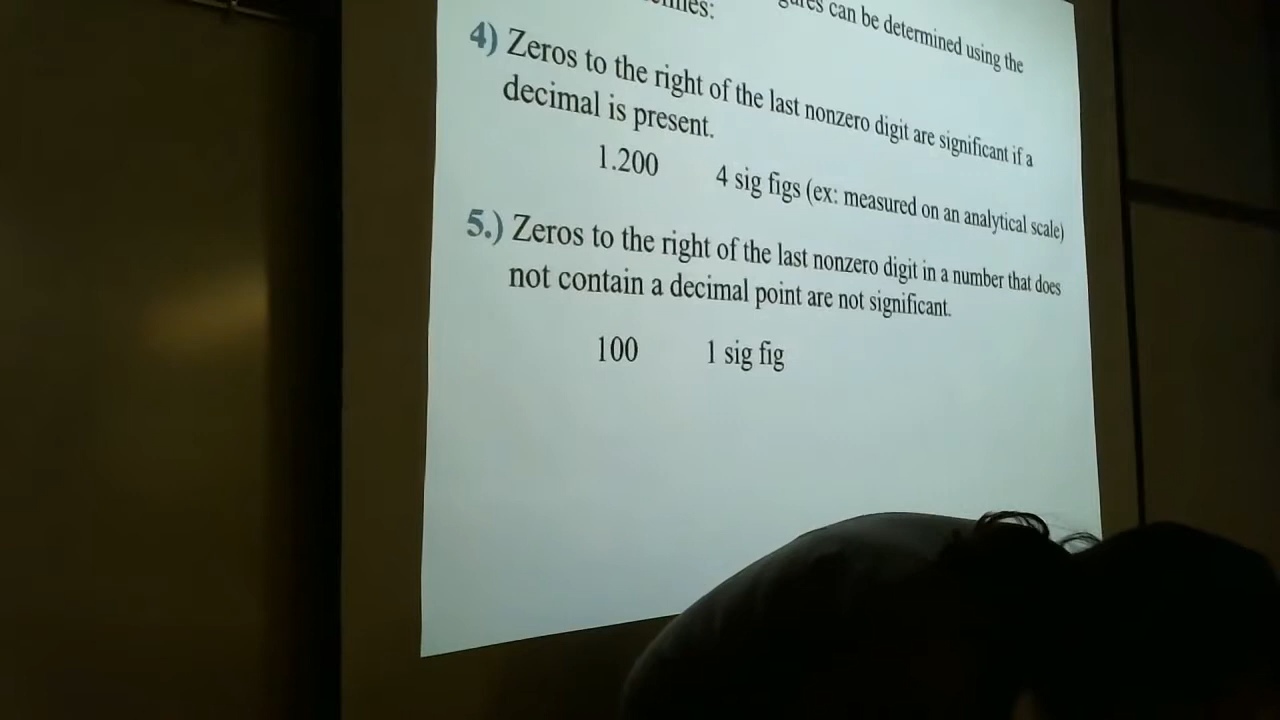 can be determined using the
4) Zeros to the right of the last nonzero digit are significant if a
decimal is present.
1.200 4 sig figs (ex: measured on an analytical scale)
5.) Zeros to the right of the last nonzero digit in a number that does
not contain a decimal point are not significant.
100 1 sig fig